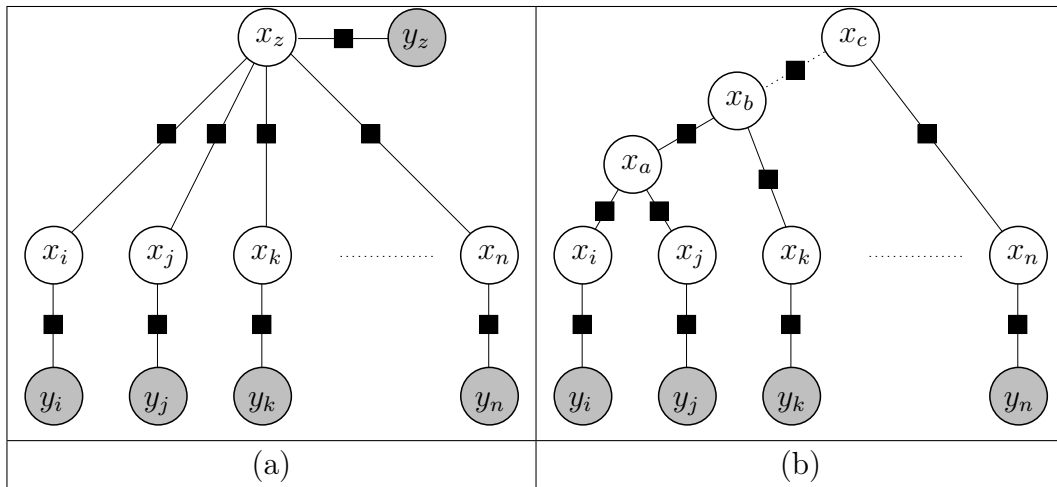 x_z y_z
x_i x_j x_k x_n
y_i y_j y_k y_n
(a)
x_c
x_b
x_a
x_i x_j x_k x_n
y_i y_j y_k y_n
(b)